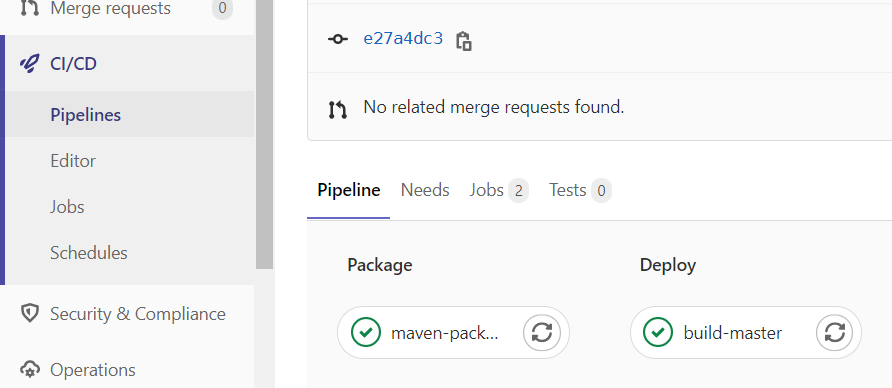 Merge requests 0
CI/CD
Pipelines
Editor
Jobs
Schedules
Security & Compliance
Operations
e27a4dc3
No related merge requests found.
Pipeline Needs Jobs 2 Tests 0
Package Deploy
maven-pack... build-master